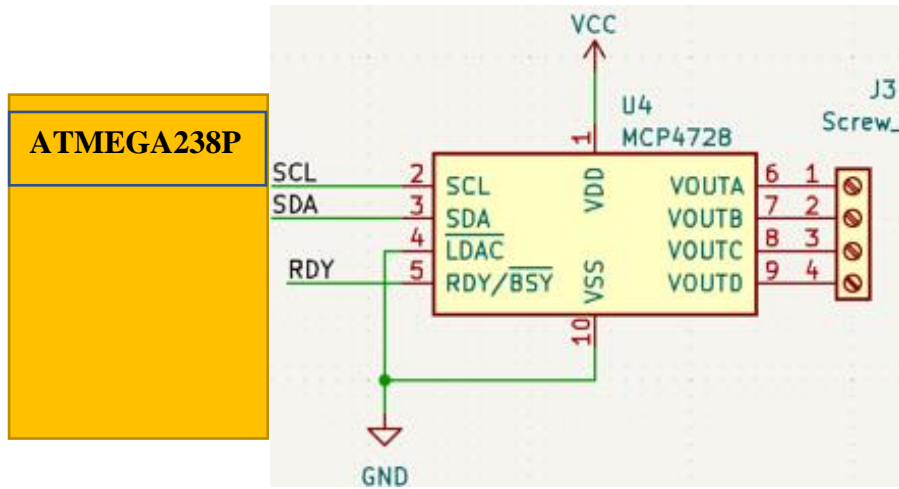 VCC
J3
Screw_
U4
MCP4728
ATMEGA238P
1
SCL 2 SCL VDD VOUTA 6 1
SDA 3 SDA VOUTB 7 2
4 LDAC VOUTC 8 3
RDY 5 RDY/BSY VSS VOUTD 9 4
10
GND